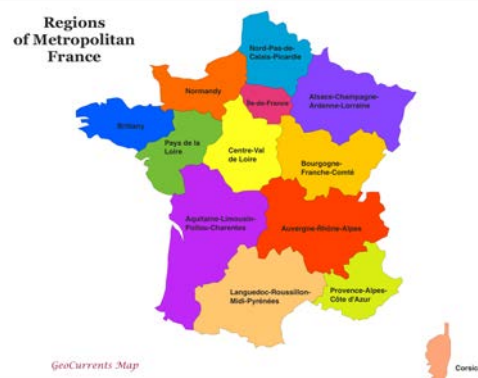 Regions
of Metropolitan
France
Nord-Pas-de-
Calais-Picardie
Normandy
Ile-de-France
Alsace-Champagne-
Ardenne-Lorraine
Brittany
Pays de la
Loire
Centre-Val
de Loire
Bourgogne-
Franche-Comté
Aquitaine-Limousin-
Poitou-Charentes
Auvergne-Rhône-Alpes
Languedoc-Roussillon-
Midi-Pyrénées
Provence-Alpes-
Côte d'Azur
GeoCurrents Map
Corsic